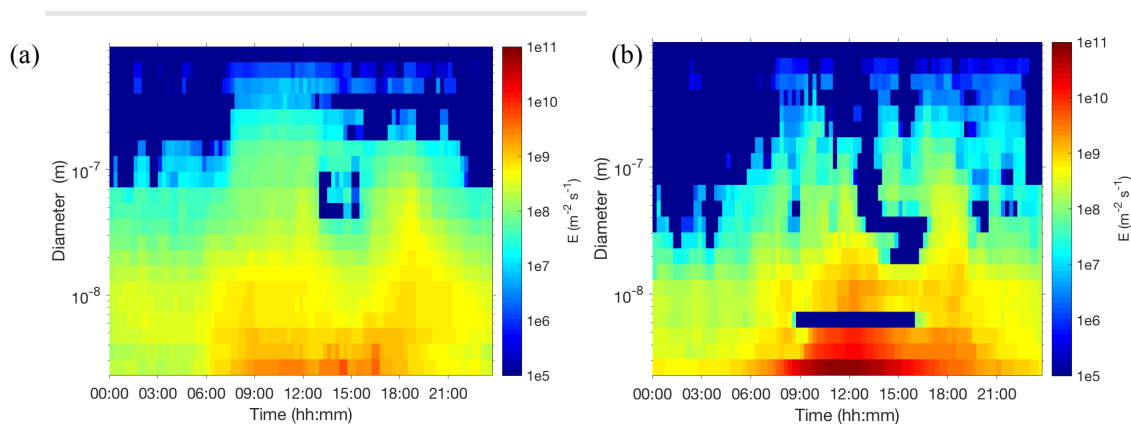 (a)
Diameter (m)
10⁻⁷
10⁻⁸
00:00 03:00 06:00 09:00 12:00 15:00 18:00 21:00
Time (hh:mm)
1e11
1e10
1e9
1e8
1e7
1e6
1e5
E (m⁻² s⁻¹)
(b)
Diameter (m)
10⁻⁷
10⁻⁸
00:00 03:00 06:00 09:00 12:00 15:00 18:00 21:00
Time (hh:mm)
1e11
1e10
1e9
1e8
1e7
1e6
1e5
E (m⁻² s⁻¹)